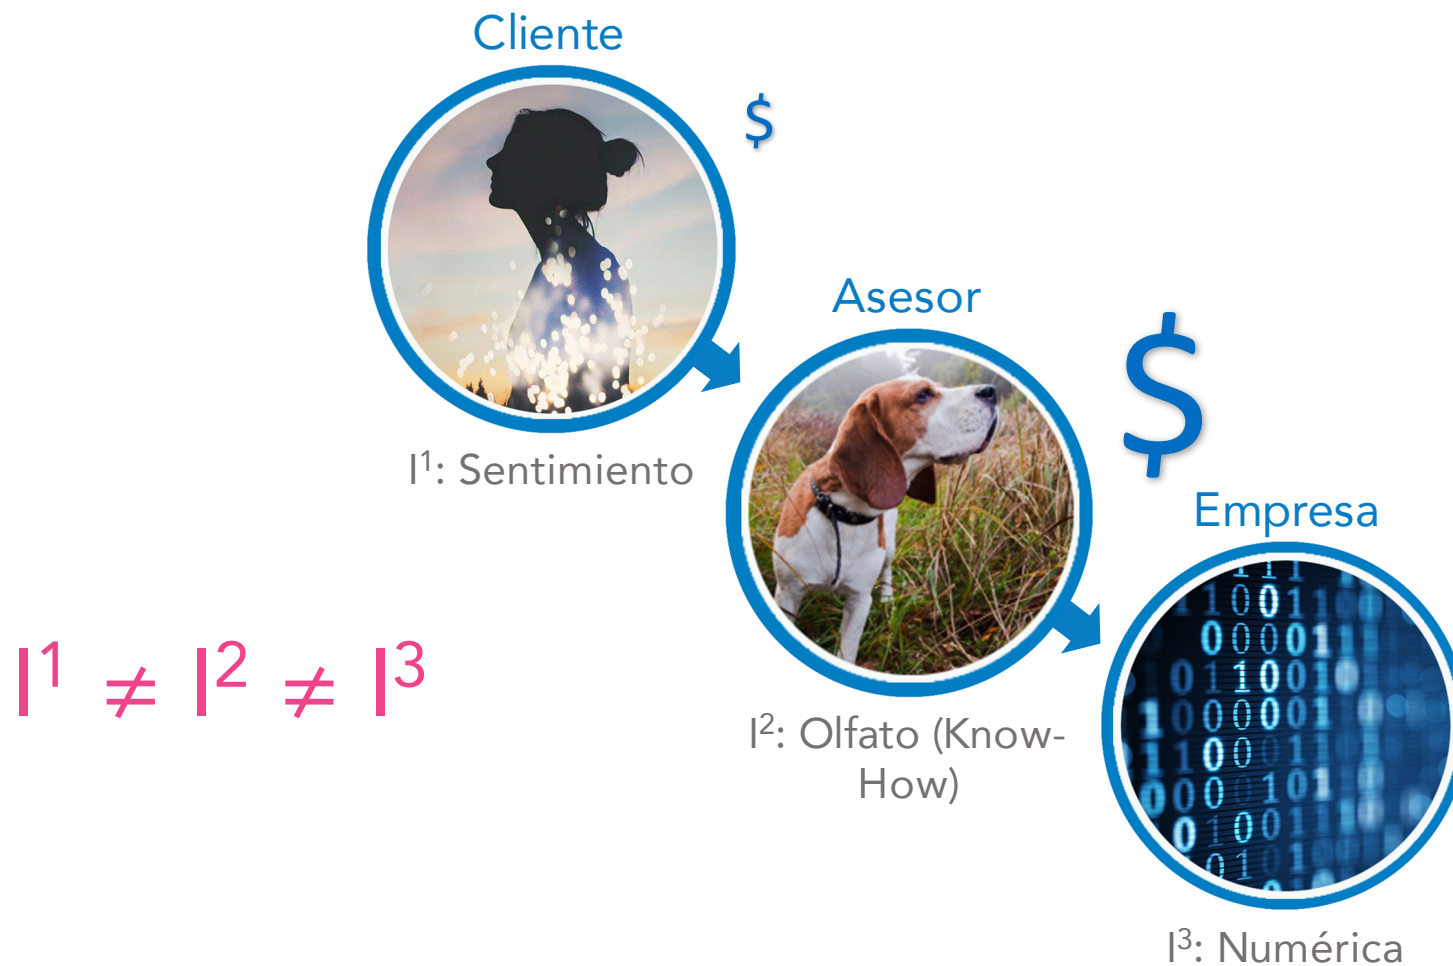 Cliente
$
Asesor
$
I¹: Sentimiento
Empresa
I¹ ≠ I² ≠ I³
I²: Olfato (Know-
How)
I³: Numérica